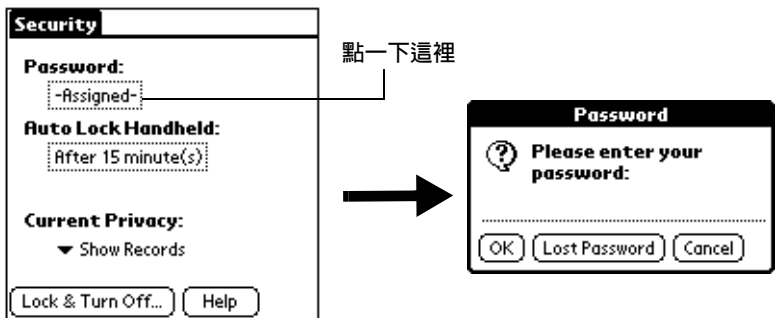 Security
Password:
-Assigned-
Auto Lock Handheld:
After 15 minute(s)
Current Privacy:
Show Records
Lock & Turn Off...
Help
點一下這裡
Password
Please enter your
password:
OK
Lost Password
Cancel